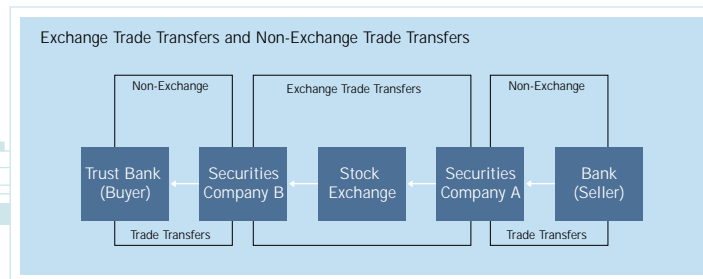 Exchange Trade Transfers and Non-Exchange Trade Transfers
Non-Exchange
Exchange Trade Transfers
Non-Exchange
Trust Bank
(Buyer)
Securities
Company B
Stock
Exchange
Securities
Company A
Bank
(Seller)
Trade Transfers
Trade Transfers